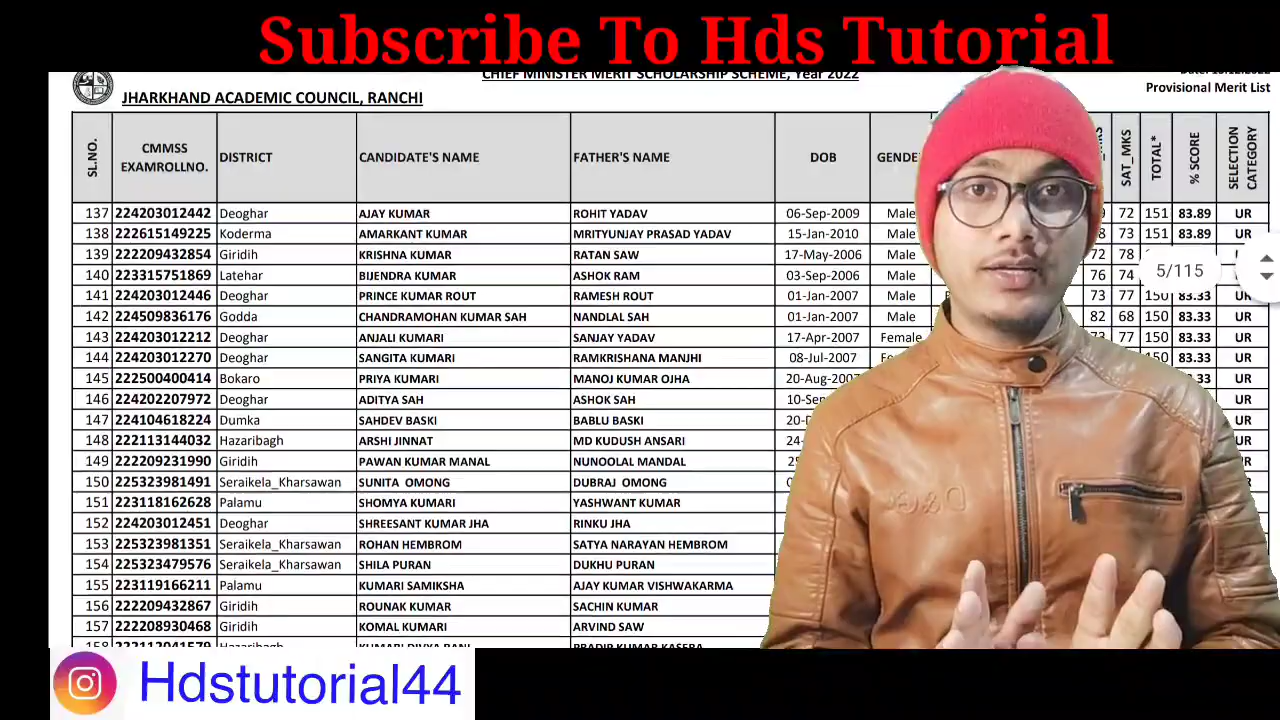 Subscribe To Hds Tutorial
CHIEF MINISTER MERIT SCHOLARSHIP SCHEME, Year 2022
JHARKHAND ACADEMIC COUNCIL, RANCHI
Provisional Merit List
SL.NO. CMMSS EXAMROLLNO. DISTRICT CANDIDATE'S NAME FATHER'S NAME DOB SAT_MKS TOTAL* % SCORE SELECTION CATEGORY
137 224203012442 Deoghar AJAY KUMAR ROHIT YADAV 06-Sep-2009 Male 72 151 83.89 UR
138 222615149225 Koderma AMARKANT KUMAR MRITYUNJAY PRASAD YADAV 15-Jan-2010 Male 73 151 83.89 UR
139 222209432854 Giridih KRISHNA KUMAR RATAN SAW 17-May-2006 Male 72 78
140 223315751869 Latehar BIJENDRA KUMAR ASHOK RAM 03-Sep-2006 Male 76 74 5/115
141 224203012446 Deoghar PRINCE KUMAR ROUT RAMESH ROUT 01-Jan-2007 Male 73 77 150 83.33 UR
142 224509836176 Godda CHANDRAMOHAN KUMAR SAH NANDLAL SAH 01-Jan-2007 Male 82 68 150 83.33 UR
143 224203012212 Deoghar ANJALI KUMARI SANJAY YADAV 17-Apr-2007 Female 77 150 83.33 UR
144 224203012270 Deoghar SANGITA KUMARI RAMKRISHANA MANJHI 08-Jul-2007 150 83.33 UR
145 222500400414 Bokaro PRIYA KUMARI MANOJ KUMAR OJHA 20-Aug-2007 UR
146 224202207972 Deoghar ADITYA SAH ASHOK SAH UR
147 224104618224 Dumka SAHDEV BASKI BABLU BASKI UR
148 222113144032 Hazaribagh ARSHI JINNAT MD KUDUSH ANSARI UR
149 222209231990 Giridih PAWAN KUMAR MANAL NUNOOLAL MANDAL UR
150 225323981491 Seraikela_Kharsawan SUNITA OMONG DUBRAJ OMONG UR
151 223118162628 Palamu SHOMYA KUMARI YASHWANT KUMAR UR
152 224203012451 Deoghar SHREESANT KUMAR JHA RINKU JHA UR
153 225323981351 Seraikela_Kharsawan ROHAN HEMBROM SATYA NARAYAN HEMBROM UR
154 225323479576 Seraikela_Kharsawan SHILA PURAN DUKHU PURAN UR
155 223119166211 Palamu KUMARI SAMIKSHA AJAY KUMAR VISHWAKARMA UR
156 222209432867 Giridih ROUNAK KUMAR SACHIN KUMAR UR
157 222208930468 Giridih KOMAL KUMARI ARVIND SAW UR
Hdstutorial44